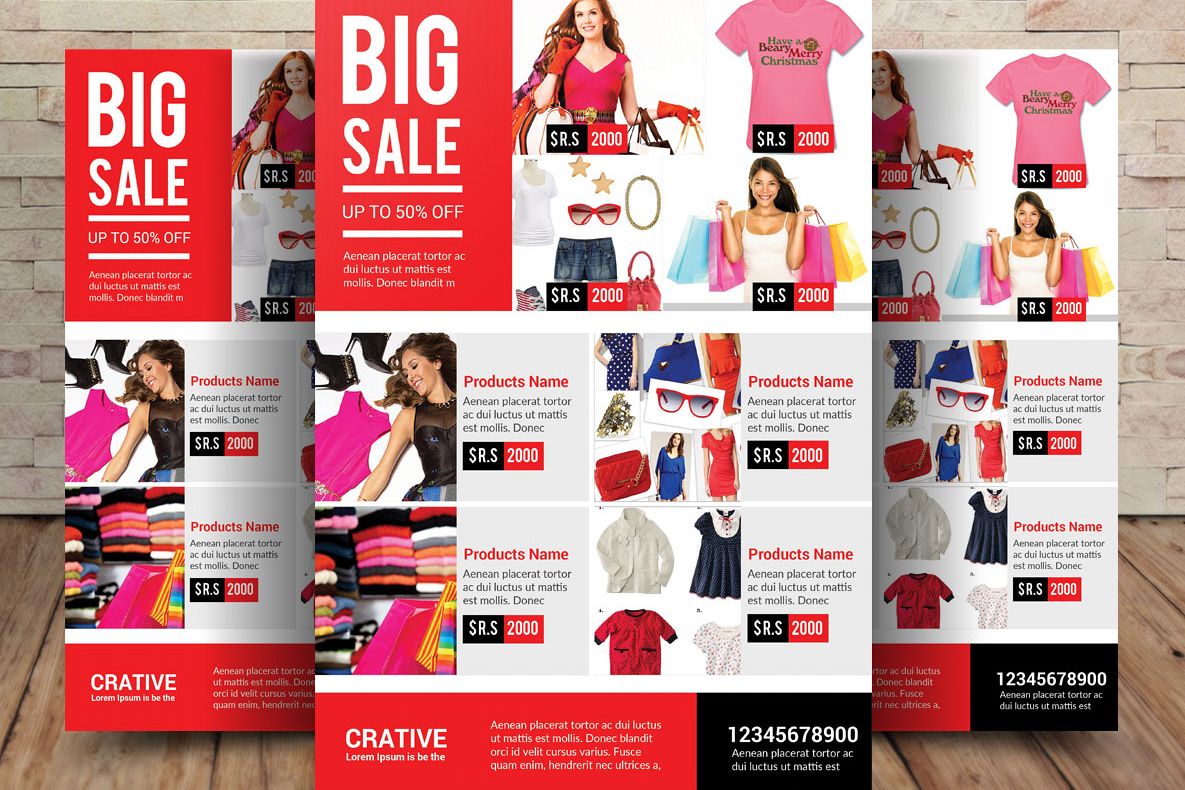 BIG
SALE
UP TO 50% OFF
Aenean placerat tortor ac
dui luctus ut mattis est
mollis. Donec blandit m
$R.S
$R.S
Products Name
Aenean placerat tortor
ac dui luctus ut mattis
est mollis. Donec
$R.S 2000
Products Name
Aenean placerat tortor
ac dui luctus ut mattis
est mollis. Donec
$R.S 2000
CRATIVE
Lorem Ipsum is be the
Aenean placerat tortor ac
ut mattis est mollis. Done
orci id velit cursus varius.
quam enim, hendrerit nec
BIG
SALE
UP TO 50% OFF
Aenean placerat tortor ac
dui luctus ut mattis est
mollis. Donec blandit m
$R.S 2000
Have a
Beary Merry
Christmas
$R.S 2000
$R.S 2000
$R.S 2000
Products Name
Aenean placerat tortor
ac dui luctus ut mattis
est mollis. Donec
$R.S 2000
Products Name
Aenean placerat tortor
ac dui luctus ut mattis
est mollis. Donec
$R.S 2000
Products Name
Aenean placerat tortor
ac dui luctus ut mattis
est mollis. Donec
$R.S 2000
Products Name
Aenean placerat tortor
ac dui luctus ut mattis
est mollis. Donec
$R.S 2000
CRATIVE
Lorem Ipsum is be the
Aenean placerat tortor ac dui luctus
ut mattis est mollis. Donec blandit
orci id velit cursus varius. Fusce
quam enim, hendrerit nec ultrices a,
12345678900
Aenean placerat tortor ac
dui luctus ut mattis est
2000
Have a
Beary Merry
Christmas
$R.S 2000
2000
$R.S 2000
Products Name
Aenean placerat tortor
ac dui luctus ut mattis
est mollis. Donec
$R.S 2000
Products Name
Aenean placerat tortor
ac dui luctus ut mattis
est mollis. Donec
$R.S 2000
ac dui luctus
Donec blandit
varius. Fusce
nec ultrices a,
12345678900
Aenean placerat tortor ac
dui luctus ut mattis est